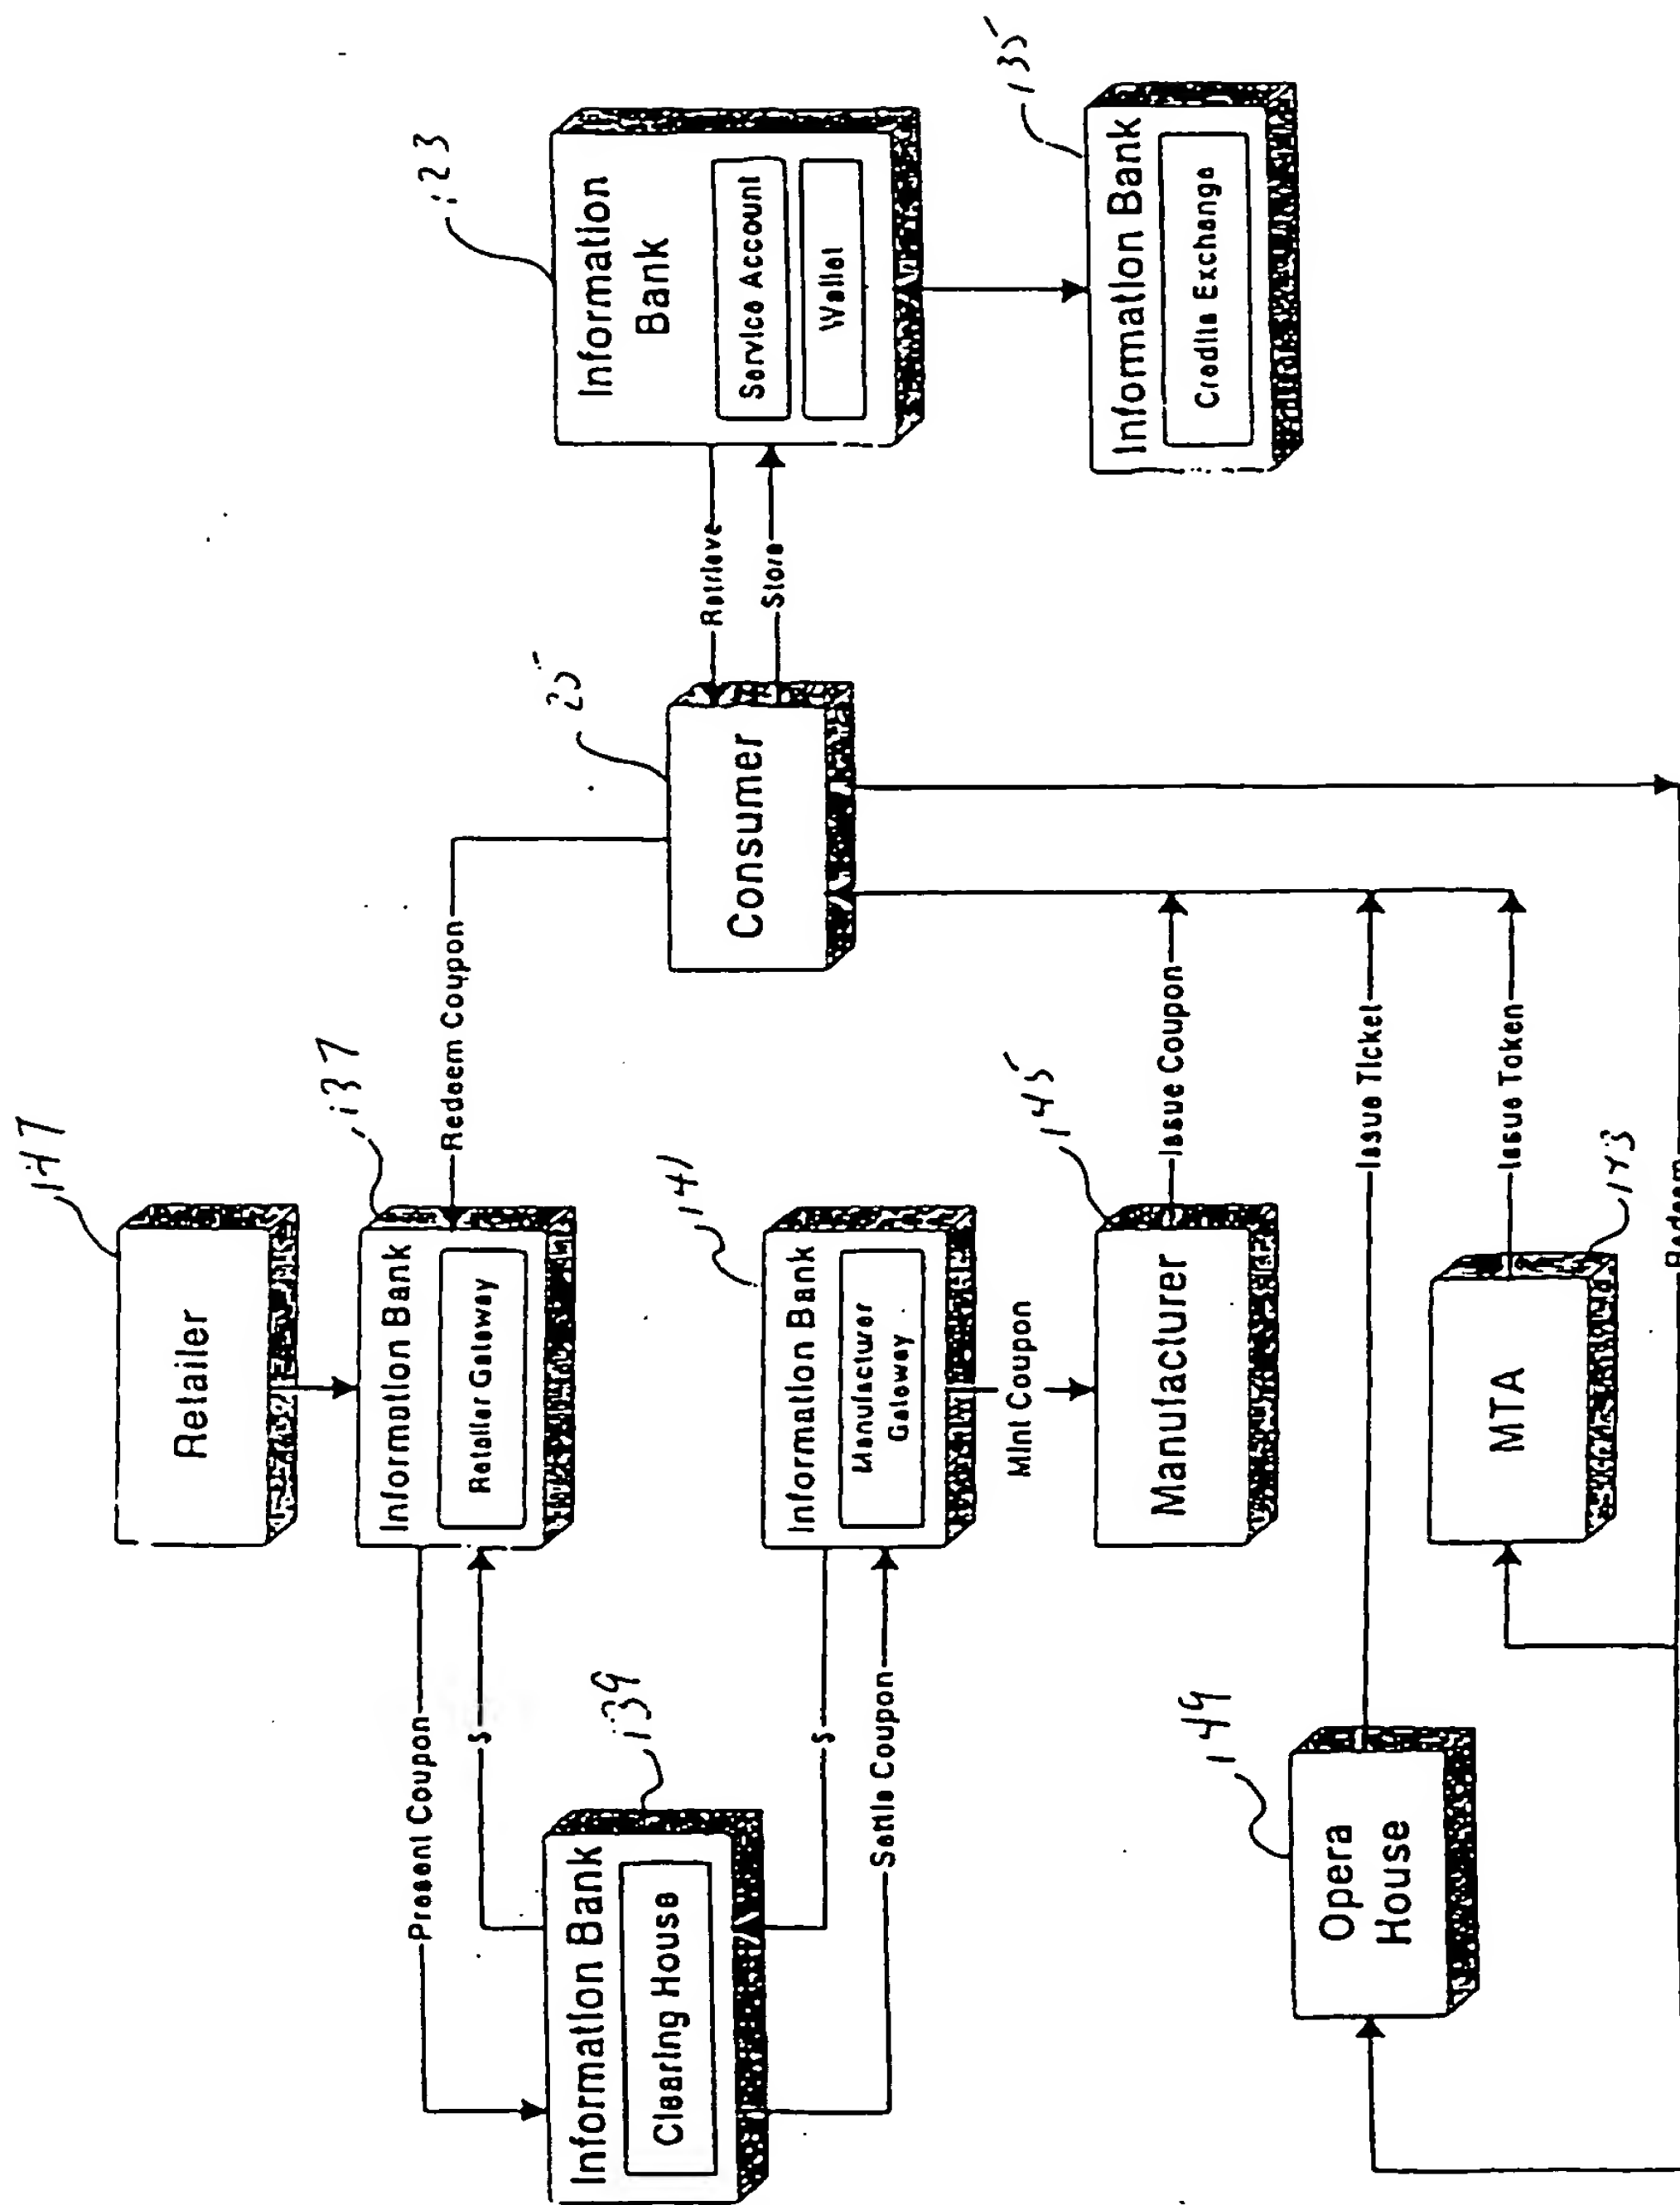 147
Retailer
137
Information Bank
Retailer Gateway
Present Coupon
$
Redeem Coupon
139
Information Bank
Clearing House
$
Settle Coupon
141
Information Bank
Manufacturer
Gateway
Mint Coupon
145
Manufacturer
Issue Coupon
25
Consumer
Retrieve
Store
123
Information
Bank
Service Account
Wallet
135
Information Bank
Credits Exchange
149
Opera
House
Issue Ticket
MTA
Issue Token
Redeem